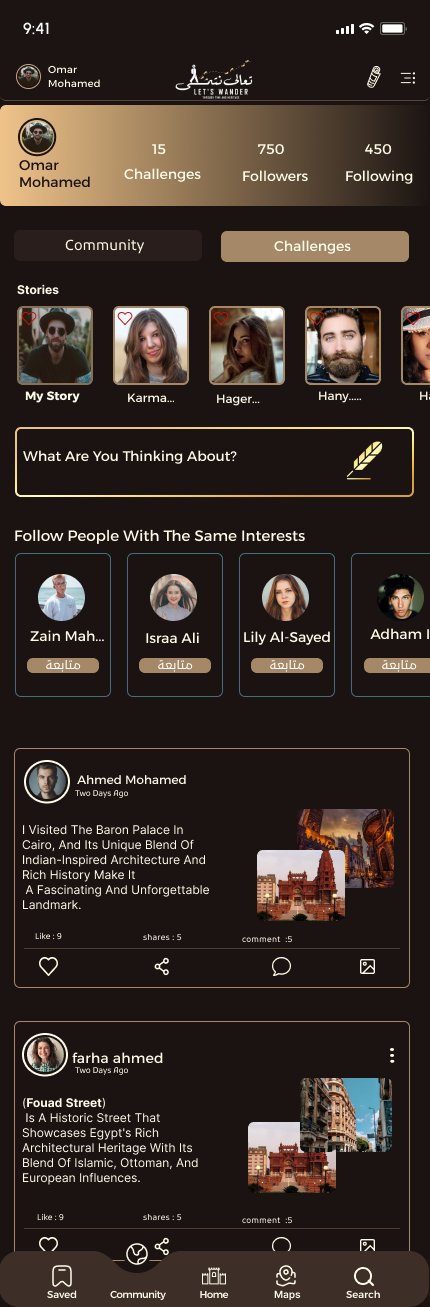 9:41
Omar
Mohamed
تعالى نتمشى
LET'S WANDER
Omar
Mohamed
15
Challenges
750
Followers
450
Following
Community
Challenges
Stories
My Story
Karma...
Hager...
Hany.....
Ha
What Are You Thinking About?
Follow People With The Same Interests
Zain Mah...
متابعة
Israa Ali
متابعة
Lily Al-Sayed
متابعة
Adham I
متابعة
Ahmed Mohamed
Two Days Ago
I Visited The Baron Palace In
Cairo, And Its Unique Blend Of
Indian-Inspired Architecture And
Rich History Make It
A Fascinating And Unforgettable
Landmark.
Like : 9
shares : 5
comment :5
farha ahmed
Two Days Ago
(Fouad Street)
Is A Historic Street That
Showcases Egypt's Rich
Architectural Heritage With Its
Blend Of Islamic, Ottoman, And
European Influences.
Like : 9
shares : 5
comment :5
Saved
Community
Home
Maps
Search